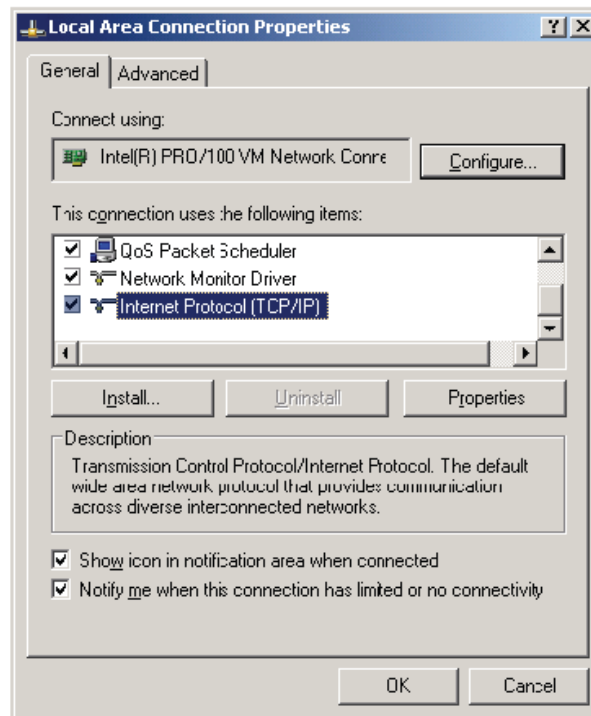 Local Area Connection Properties
General Advanced
Connect using:
Intel(R) PRO/100 VM Network Conne
Configure...
This connection uses the following items:
QoS Packet Scheduler
Network Monitor Driver
Internet Protocol (TCP/IP)
Install... Uninstall Properties
Description
Transmission Control Protocol/Internet Protocol. The default
wide area network protocol that provides communication
across diverse interconnected networks.
Show icon in notification area when connected
Notify me when this connection has limited or no connectivity
OK Cancel